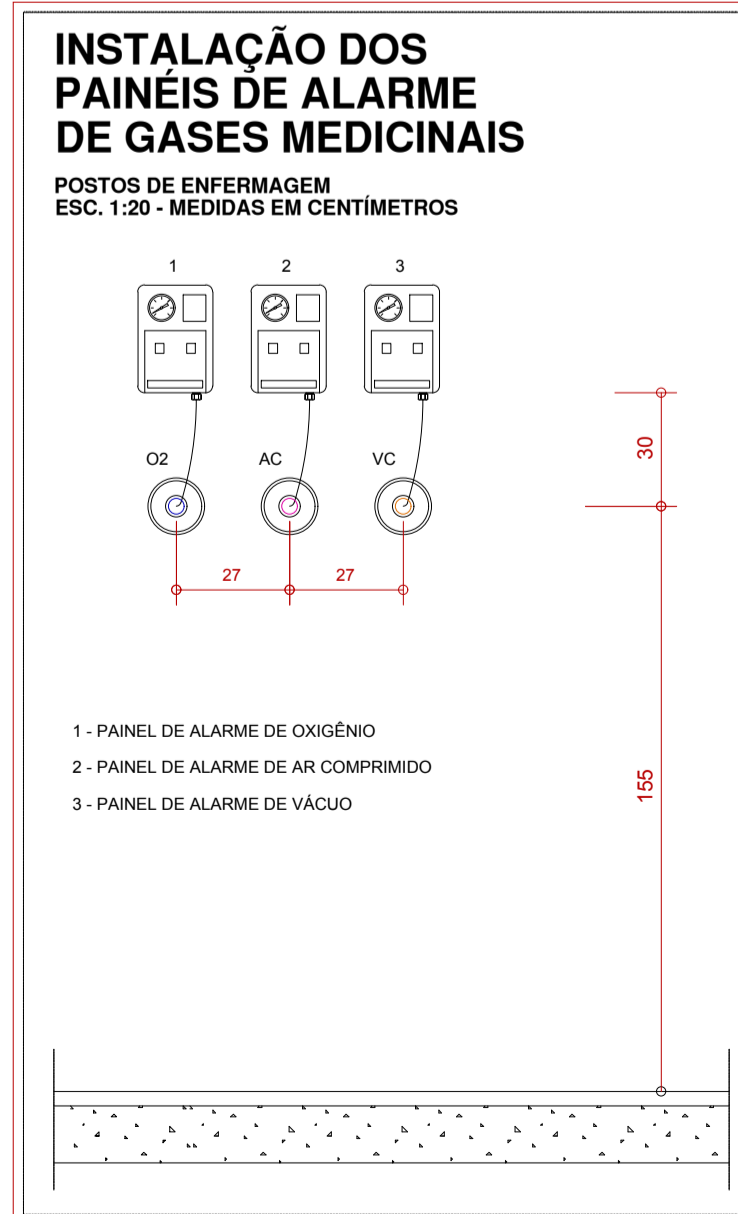 INSTALAÇÃO DOS
PAINÉIS DE ALARME
DE GASES MEDICINAIS
POSTOS DE ENFERMAGEM
ESC. 1:20 - MEDIDAS EM CENTÍMETROS
1 2 3
30
O2 AC VC
27 27
1 - PAINEL DE ALARME DE OXIGÊNIO
2 - PAINEL DE ALARME DE AR COMPRIMIDO
155
3 - PAINEL DE ALARME DE VÁCUO